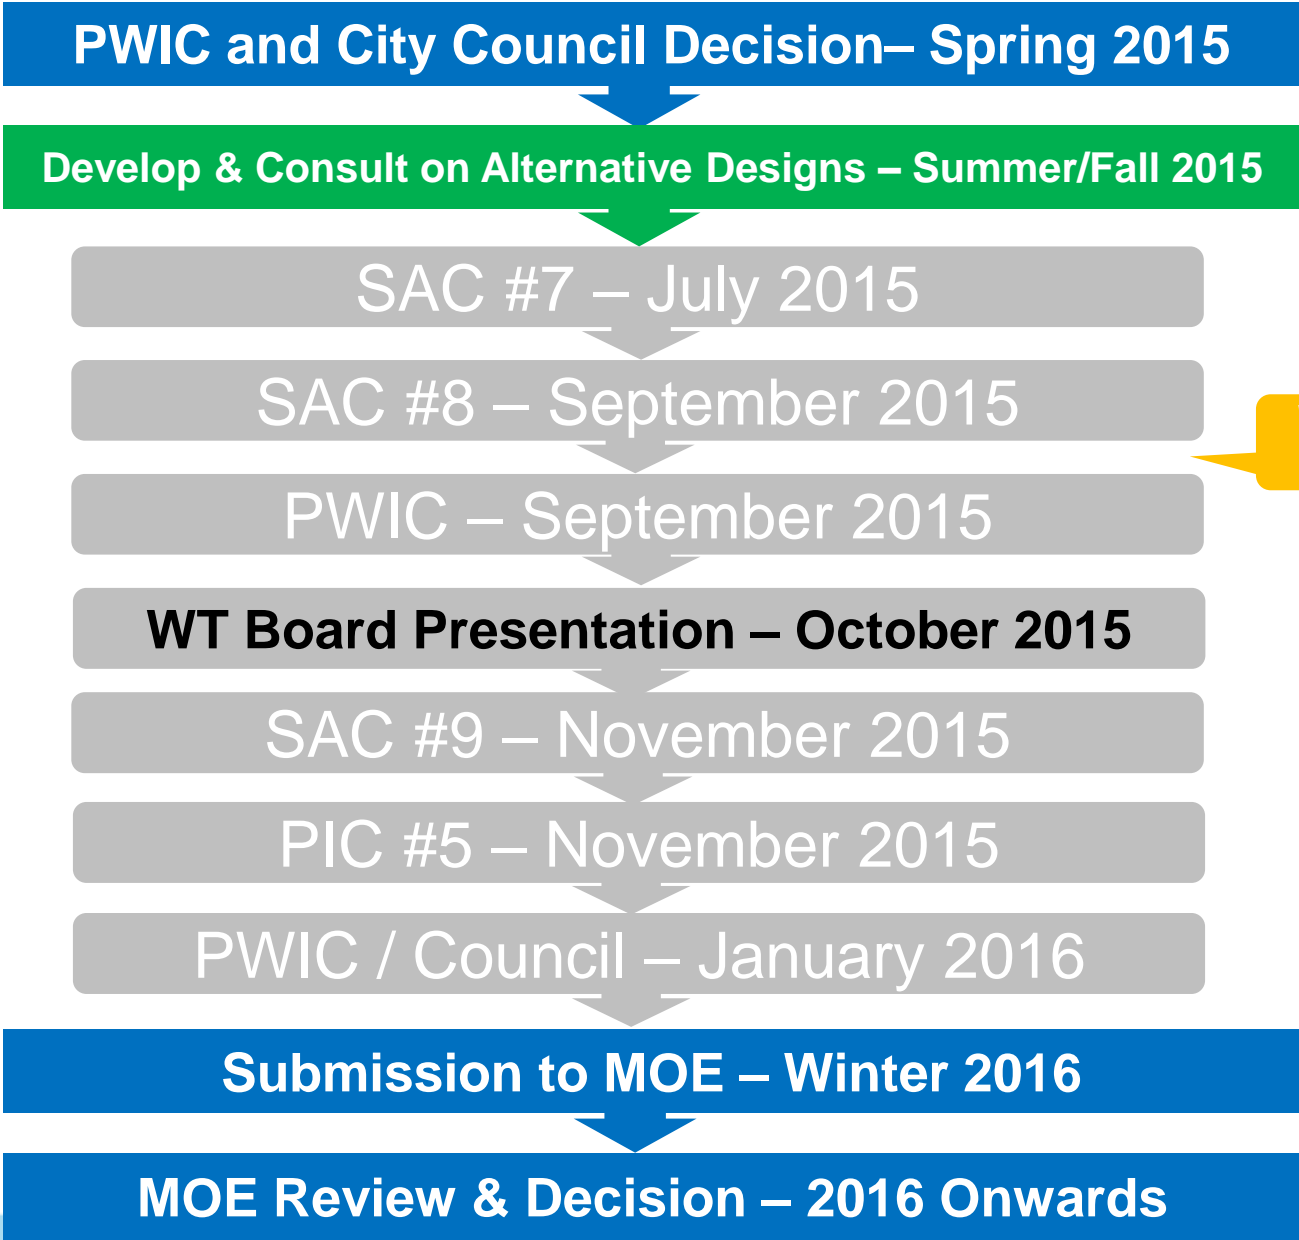 PWIC and City Council Decision– Spring 2015
Develop & Consult on Alternative Designs – Summer/Fall 2015
SAC #7 – July 2015
SAC #8 – September 2015
PWIC – September 2015
WT Board Presentation – October 2015
SAC #9 – November 2015
PIC #5 – November 2015
PWIC / Council – January 2016
Submission to MOE – Winter 2016
MOE Review & Decision – 2016 Onwards